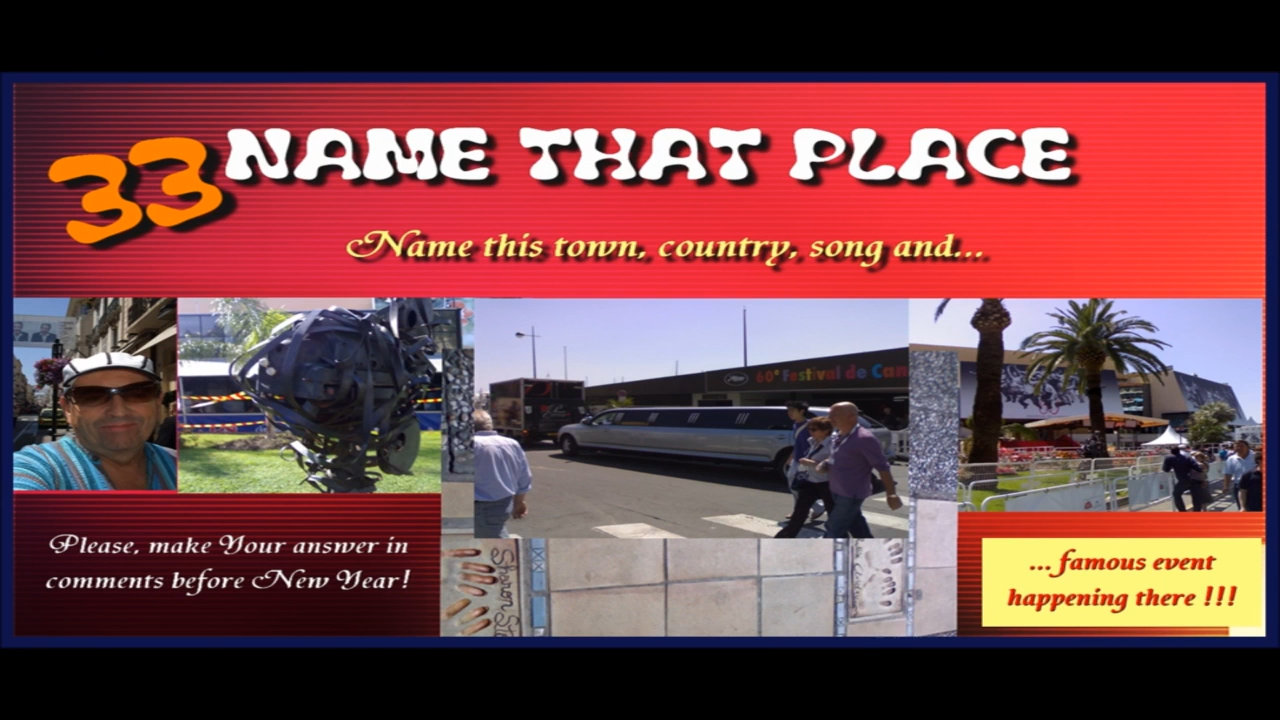 33 NAME THAT PLACE
Name this town, country, song and...
60e Festival de Can
Please, make Your answer in
comments before New Year!
Sharon
... famous event
happening there !!!